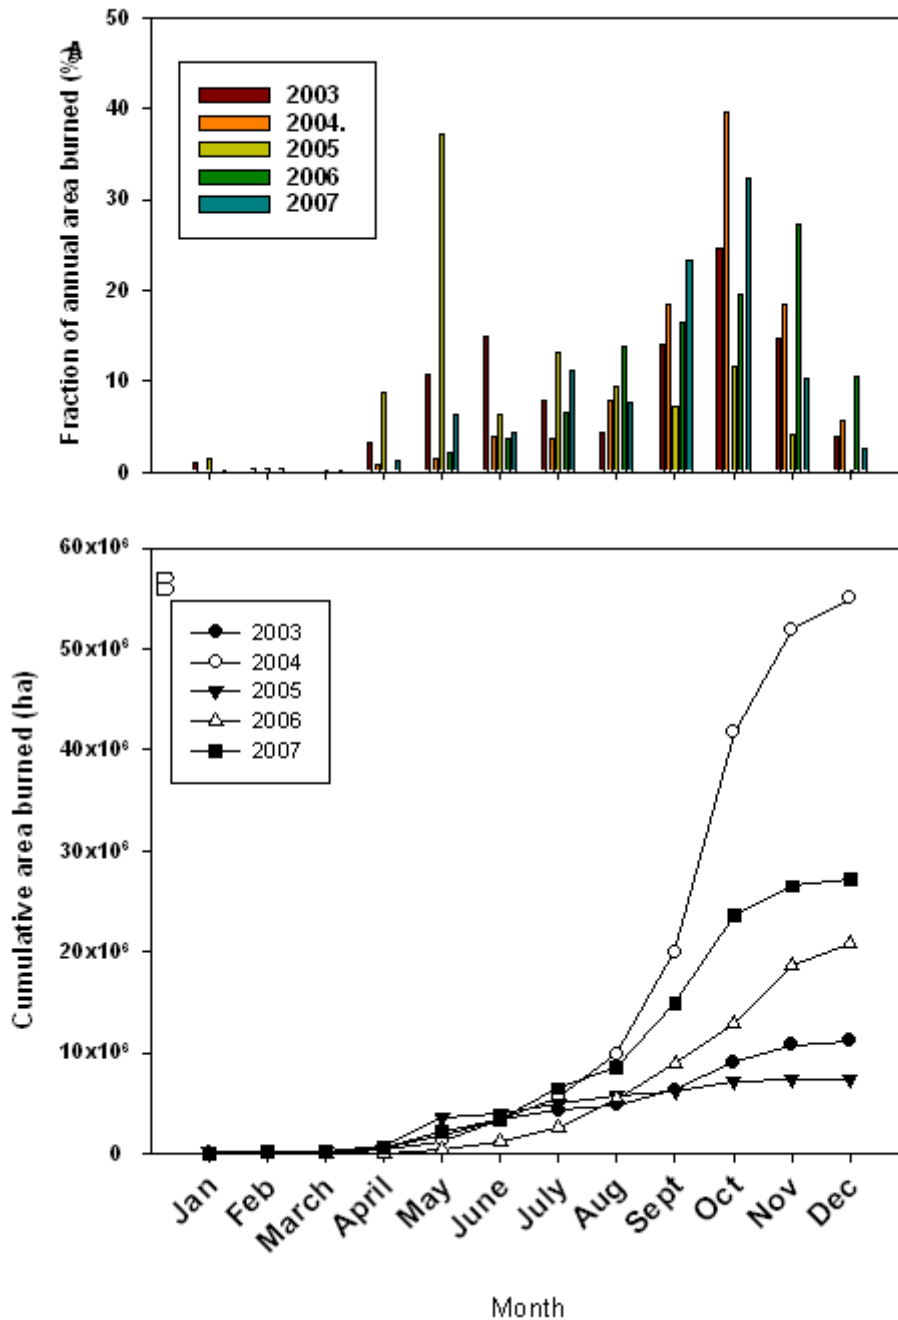 50
40
30
20
10
0
Fraction of annual area burned (%)
A
2003
2004.
2005
2006
2007
60x10⁶
50x10⁶
40x10⁶
30x10⁶
20x10⁶
10x10⁶
0
Cumulative area burned (ha)
B
2003
2004
2005
2006
2007
Jan Feb March April May June July Aug Sept Oct Nov Dec
Month